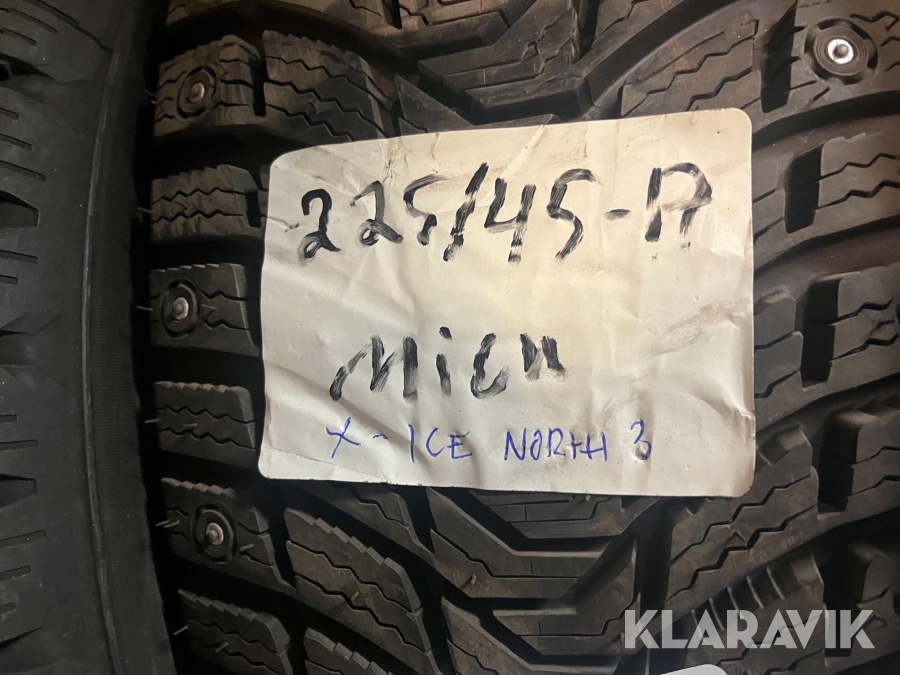 225/45-17
Mich
X-ICE NORTH 3
KLARAVIK